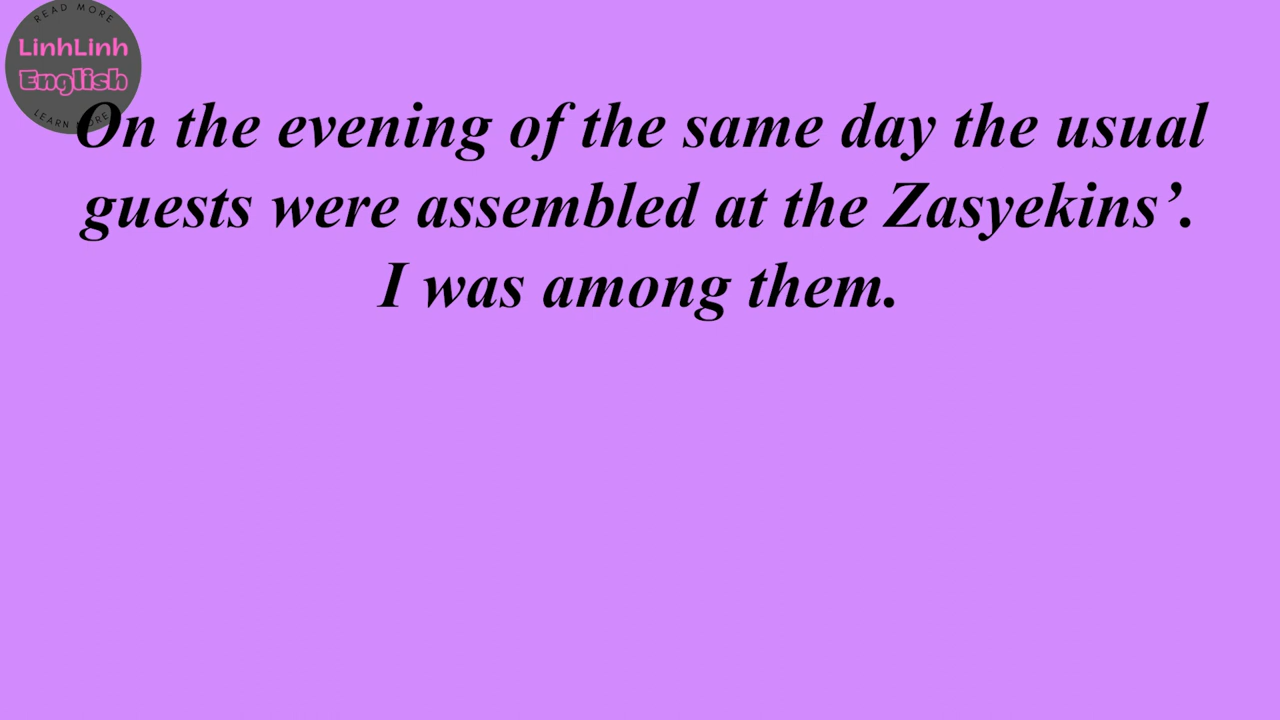 READ MORE
LinhLinh
English
LEARN MORE
On the evening of the same day the usual
guests were assembled at the Zasyekins’.
I was among them.